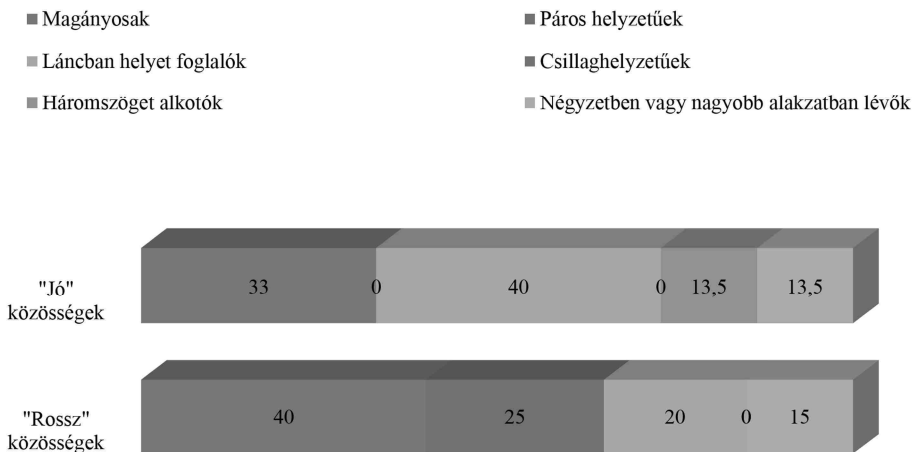 Magányosak
Páros helyzetűek
Láncban helyet foglalók
Csillaghelyzetűek
Háromszöget alkotók
Négyzetben vagy nagyobb alakzatban lévők
"Jó"
közösségek
33
0
40
0
13,5
13,5
"Rossz"
közösségek
40
25
20
0
15